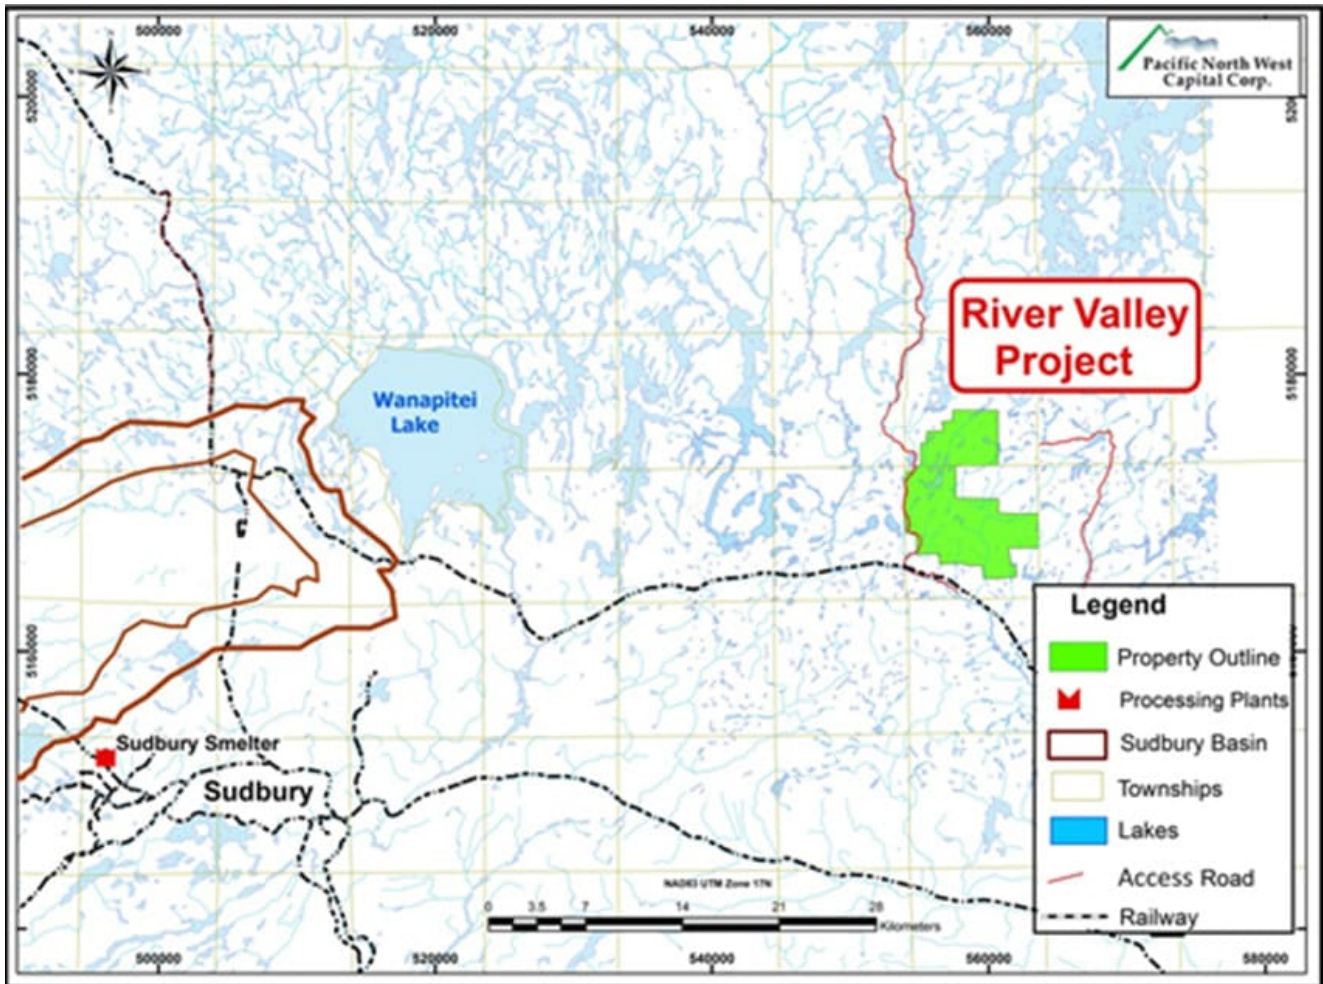 500000
520000
540000
560000
Pacific North West
Capital Corp.
5200000
520
River Valley
Project
5180000
5180000
Wanapitei
Lake
5160000
Legend
Property Outline
Processing Plants
Sudbury Basin
Townships
Lakes
Access Road
Railway
Sudbury Smelter
Sudbury
NAD83 UTM Zone 17N
0 3.5 7 14 21 28
Kilometers
500000
520000
540000
560000
580000